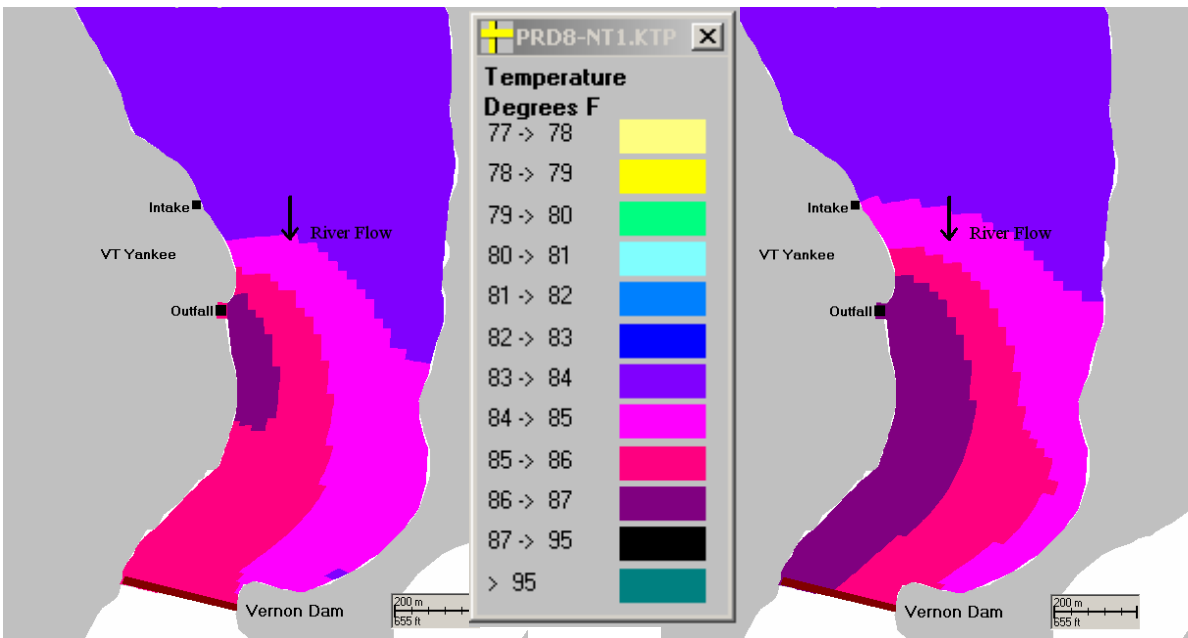 Intake
River Flow
VT Yankee
Outfall
Vernon Dam
200 m
655 ft
PRD8-NT1.KTP
Temperature
Degrees F
77 -> 78
78 -> 79
79 -> 80
80 -> 81
81 -> 82
82 -> 83
83 -> 84
84 -> 85
85 -> 86
86 -> 87
87 -> 95
> 95
Intake
River Flow
VT Yankee
Outfall
Vernon Dam
200 m
655 ft